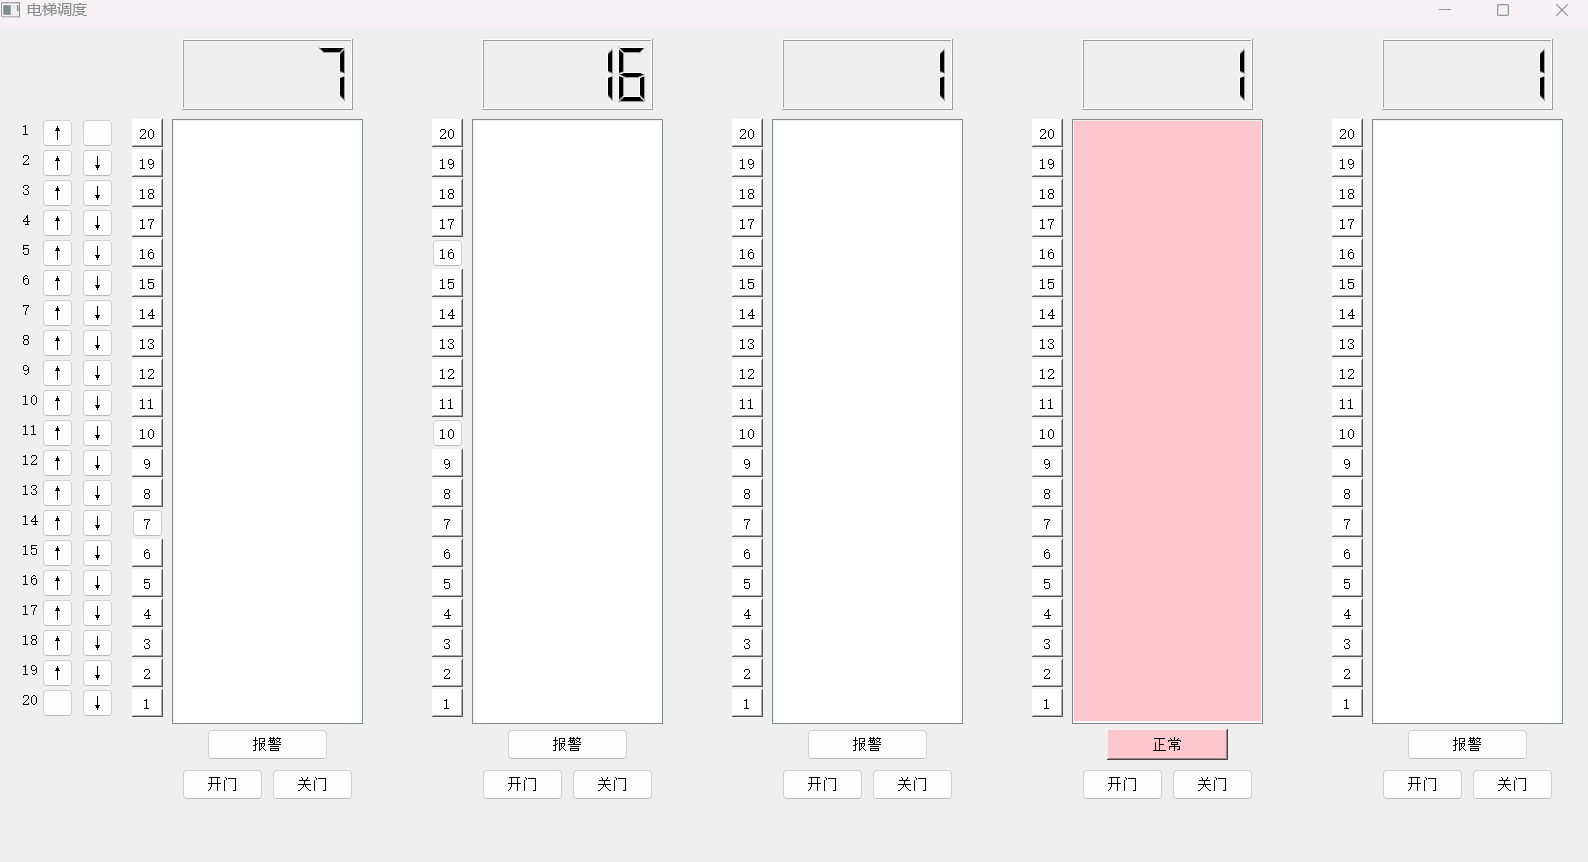 电梯调度
7 16 1 1 1
1 ↑ 20 20 20 20 20
2 ↑ ↓ 19 19 19 19 19
3 ↑ ↓ 18 18 18 18 18
4 ↑ ↓ 17 17 17 17 17
5 ↑ ↓ 16 16 16 16 16
6 ↑ ↓ 15 15 15 15 15
7 ↑ ↓ 14 14 14 14 14
8 ↑ ↓ 13 13 13 13 13
9 ↑ ↓ 12 12 12 12 12
10 ↑ ↓ 11 11 11 11 11
11 ↑ ↓ 10 10 10 10 10
12 ↑ ↓ 9 9 9 9 9
13 ↑ ↓ 8 8 8 8 8
14 ↑ ↓ 7 7 7 7 7
15 ↑ ↓ 6 6 6 6 6
16 ↑ ↓ 5 5 5 5 5
17 ↑ ↓ 4 4 4 4 4
18 ↑ ↓ 3 3 3 3 3
19 ↑ ↓ 2 2 2 2 2
20 ↓ 1 1 1 1 1
报警 报警 报警 正常 报警
开门 关门 开门 关门 开门 关门 开门 关门 开门 关门